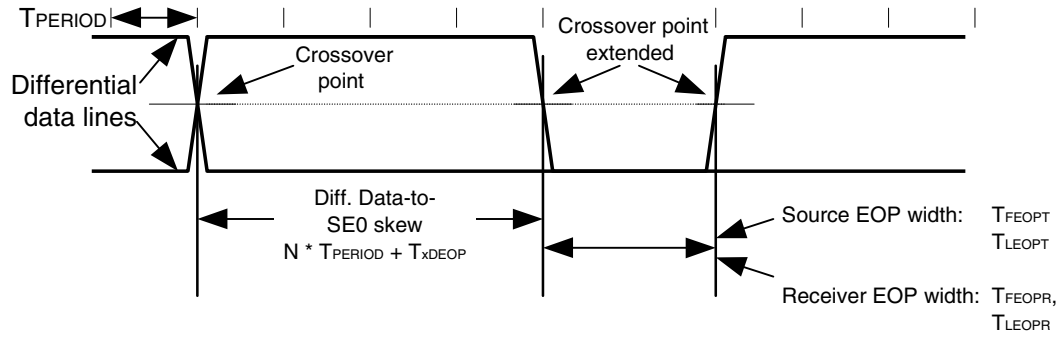 TPERIOD
Differential
data lines
Crossover
point
Crossover point
extended
Diff. Data-to-
SE0 skew
N * TPERIOD + TxDEOP
Source EOP width: TFEOPT
TLEOPT
Receiver EOP width: TFEOPR,
TLEOPR